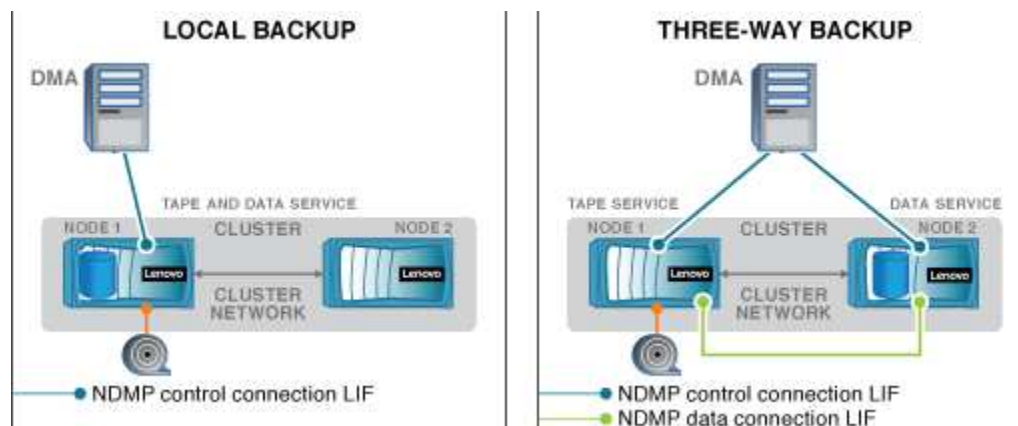 LOCAL BACKUP
DMA
TAPE AND DATA SERVICE
NODE 1
CLUSTER
NODE 2
Lenovo
Lenovo
CLUSTER
NETWORK
NDMP control connection LIF
THREE-WAY BACKUP
DMA
TAPE SERVICE
DATA SERVICE
NODE 1
CLUSTER
NODE 2
Lenovo
Lenovo
CLUSTER
NETWORK
NDMP control connection LIF
NDMP data connection LIF